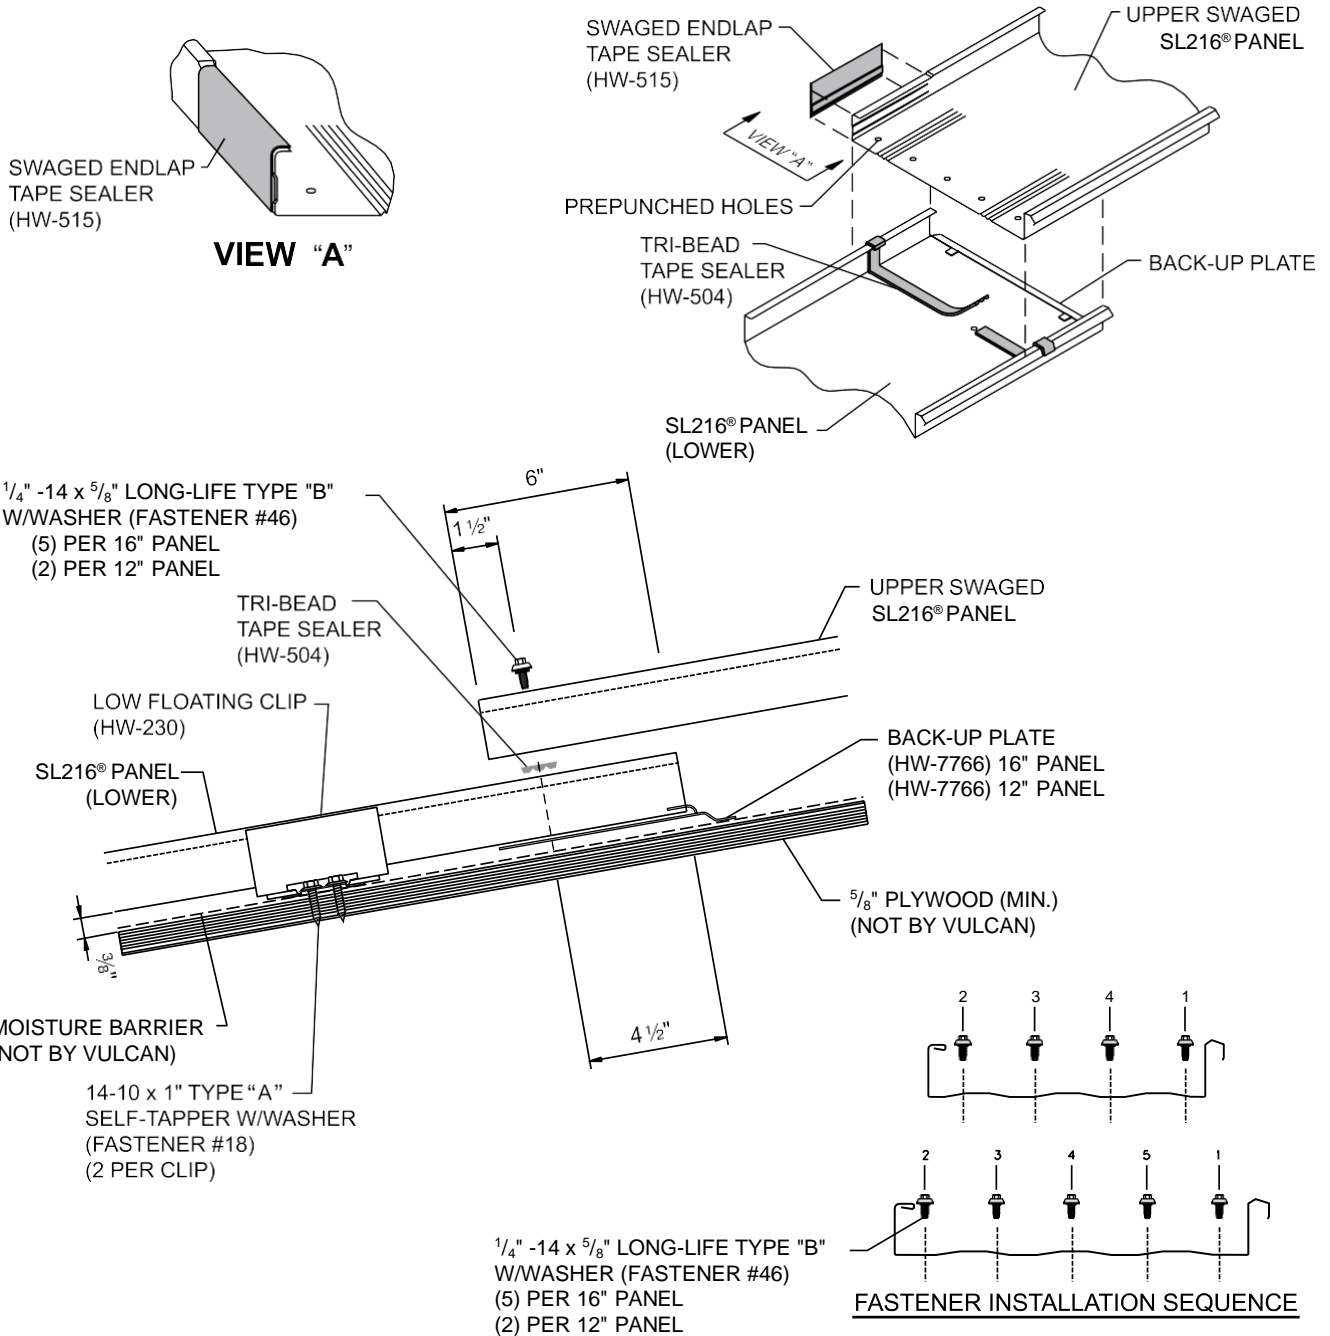 SWAGED ENDLAP
TAPE SEALER
(HW-515)
VIEW “A”
SWAGED ENDLAP
TAPE SEALER
(HW-515)
UPPER SWAGED
SL216® PANEL
VIEW "A"
PREPUNCHED HOLES
TRI-BEAD
TAPE SEALER
(HW-504)
BACK-UP PLATE
SL216® PANEL
(LOWER)
1/4" -14 x 5/8" LONG-LIFE TYPE "B"
W/WASHER (FASTENER #46)
(5) PER 16" PANEL
(2) PER 12" PANEL
6"
1 1/2"
TRI-BEAD
TAPE SEALER
(HW-504)
UPPER SWAGED
SL216® PANEL
LOW FLOATING CLIP
(HW-230)
SL216® PANEL
(LOWER)
BACK-UP PLATE
(HW-7766) 16" PANEL
(HW-7766) 12" PANEL
5/8" PLYWOOD (MIN.)
(NOT BY VULCAN)
3/8"
MOISTURE BARRIER
NOT BY VULCAN)
4 1/2"
14-10 x 1" TYPE “A”
SELF-TAPPER W/WASHER
(FASTENER #18)
(2 PER CLIP)
2 3 4 1
2 3 4 5 1
1/4" -14 x 5/8" LONG-LIFE TYPE "B"
W/WASHER (FASTENER #46)
(5) PER 16" PANEL
(2) PER 12" PANEL
FASTENER INSTALLATION SEQUENCE